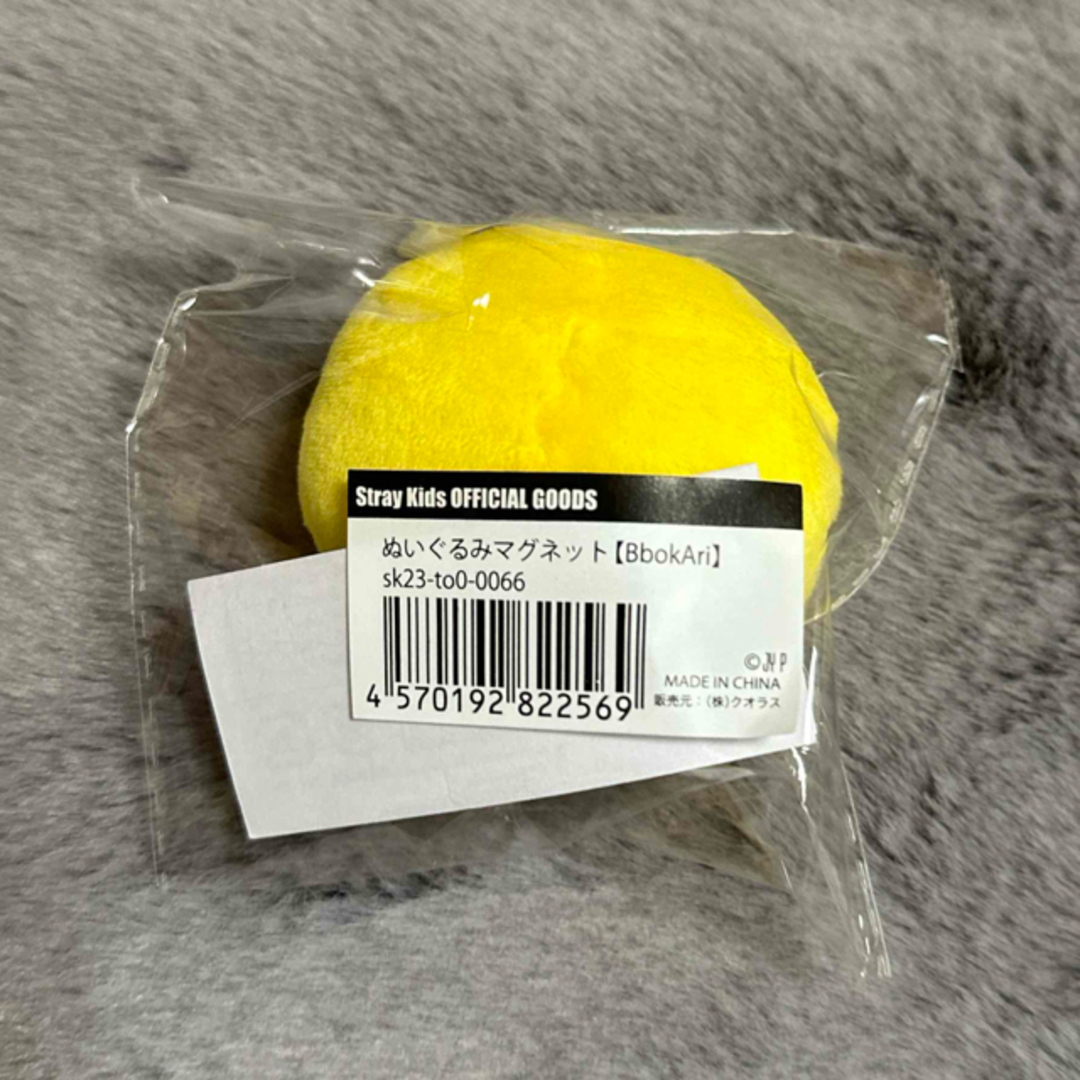 Stray Kids OFFICIAL GOODS
ぬいぐるみマグネット【BbokAri】
sk23-to0-0066
4 570192 822569
© JY P
MADE IN CHINA
販売元：(株)クオラス